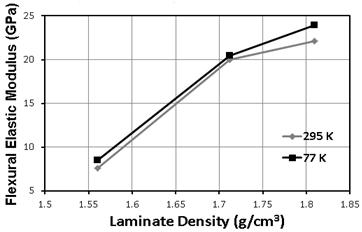 Flexural Elastic Modulus (GPa)
25
20
15
10
5
295 K
77 K
1.5 1.55 1.6 1.65 1.7 1.75 1.8 1.85
Laminate Density (g/cm³)